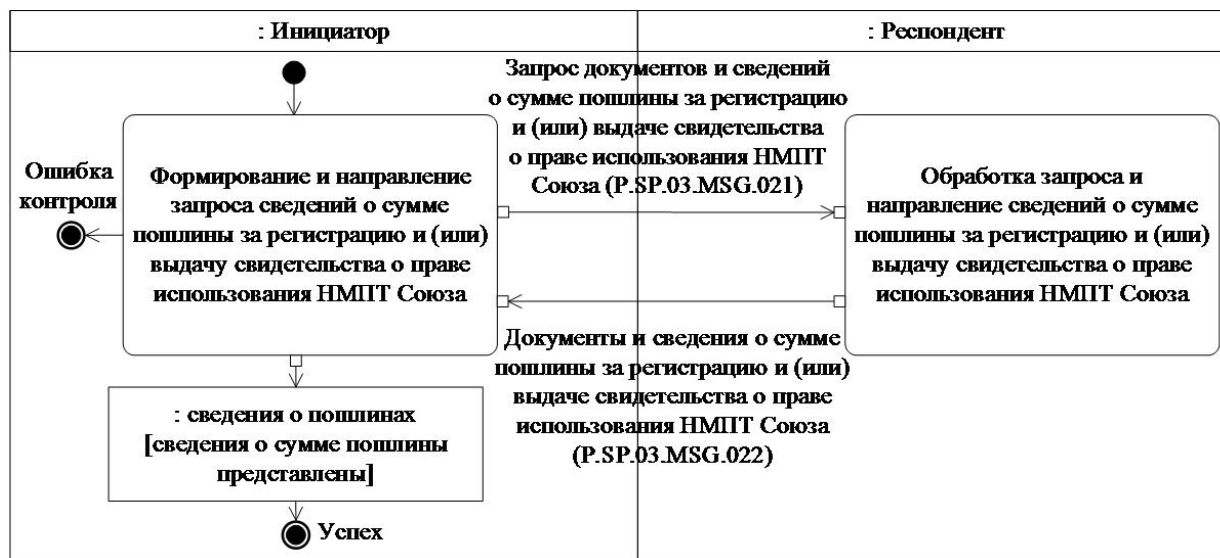 : Инициатор
: Респондент
Запрос документов и сведений
о сумме пошлины за регистрацию
и (или) выдаче свидетельства
о праве использования НМПТ
Союза (P.SP.03.MSG.021)
Ошибка
контроля
Формирование и направление
запроса сведений о сумме
пошлины за регистрацию и (или)
выдачу свидетельства о праве
использования НМПТ Союза
Обработка запроса и
направление сведений о сумме
пошлины за регистрацию и (или)
выдачу свидетельства о праве
использования НМПТ Союза
Документы и сведения о сумме
пошлины за регистрацию и (или)
выдаче свидетельства о праве
использования НМПТ Союза
(P.SP.03.MSG.022)
: сведения о пошлинах
[сведения о сумме пошлины
представлены]
Успех